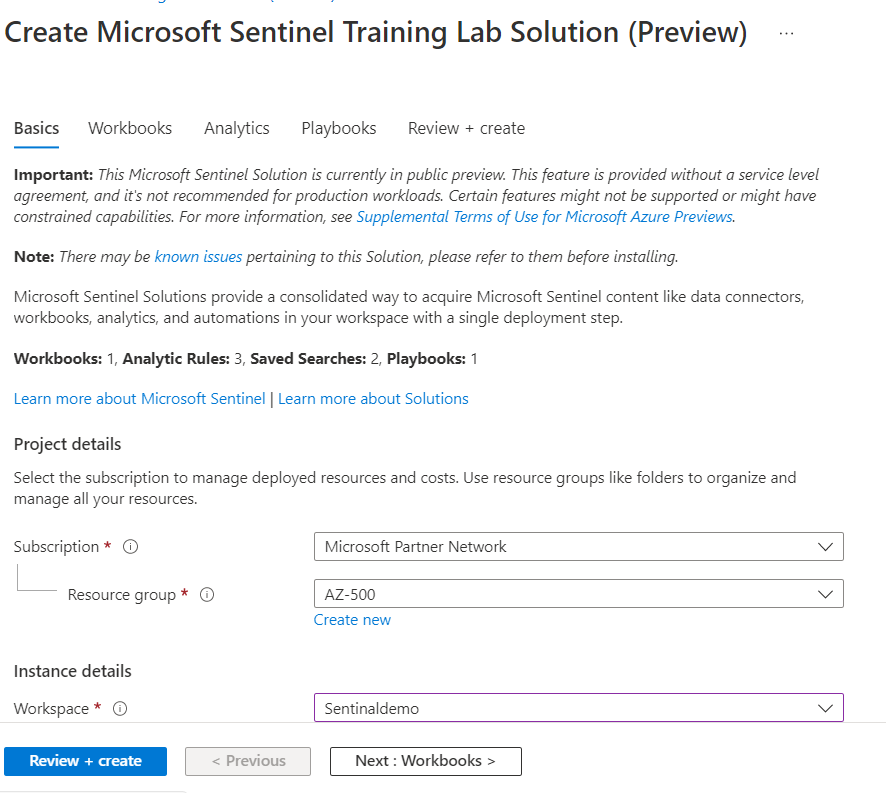 Create Microsoft Sentinel Training Lab Solution (Preview) ...
Basics Workbooks Analytics Playbooks Review + create
Important: This Microsoft Sentinel Solution is currently in public preview. This feature is provided without a service level
agreement, and it's not recommended for production workloads. Certain features might not be supported or might have
constrained capabilities. For more information, see Supplemental Terms of Use for Microsoft Azure Previews.
Note: There may be known issues pertaining to this Solution, please refer to them before installing.
Microsoft Sentinel Solutions provide a consolidated way to acquire Microsoft Sentinel content like data connectors,
workbooks, analytics, and automations in your workspace with a single deployment step.
Workbooks: 1, Analytic Rules: 3, Saved Searches: 2, Playbooks: 1
Learn more about Microsoft Sentinel | Learn more about Solutions
Project details
Select the subscription to manage deployed resources and costs. Use resource groups like folders to organize and
manage all your resources.
Subscription * Microsoft Partner Network
Resource group * AZ-500
Create new
Instance details
Workspace * Sentinaldemo
Review + create < Previous Next : Workbooks >